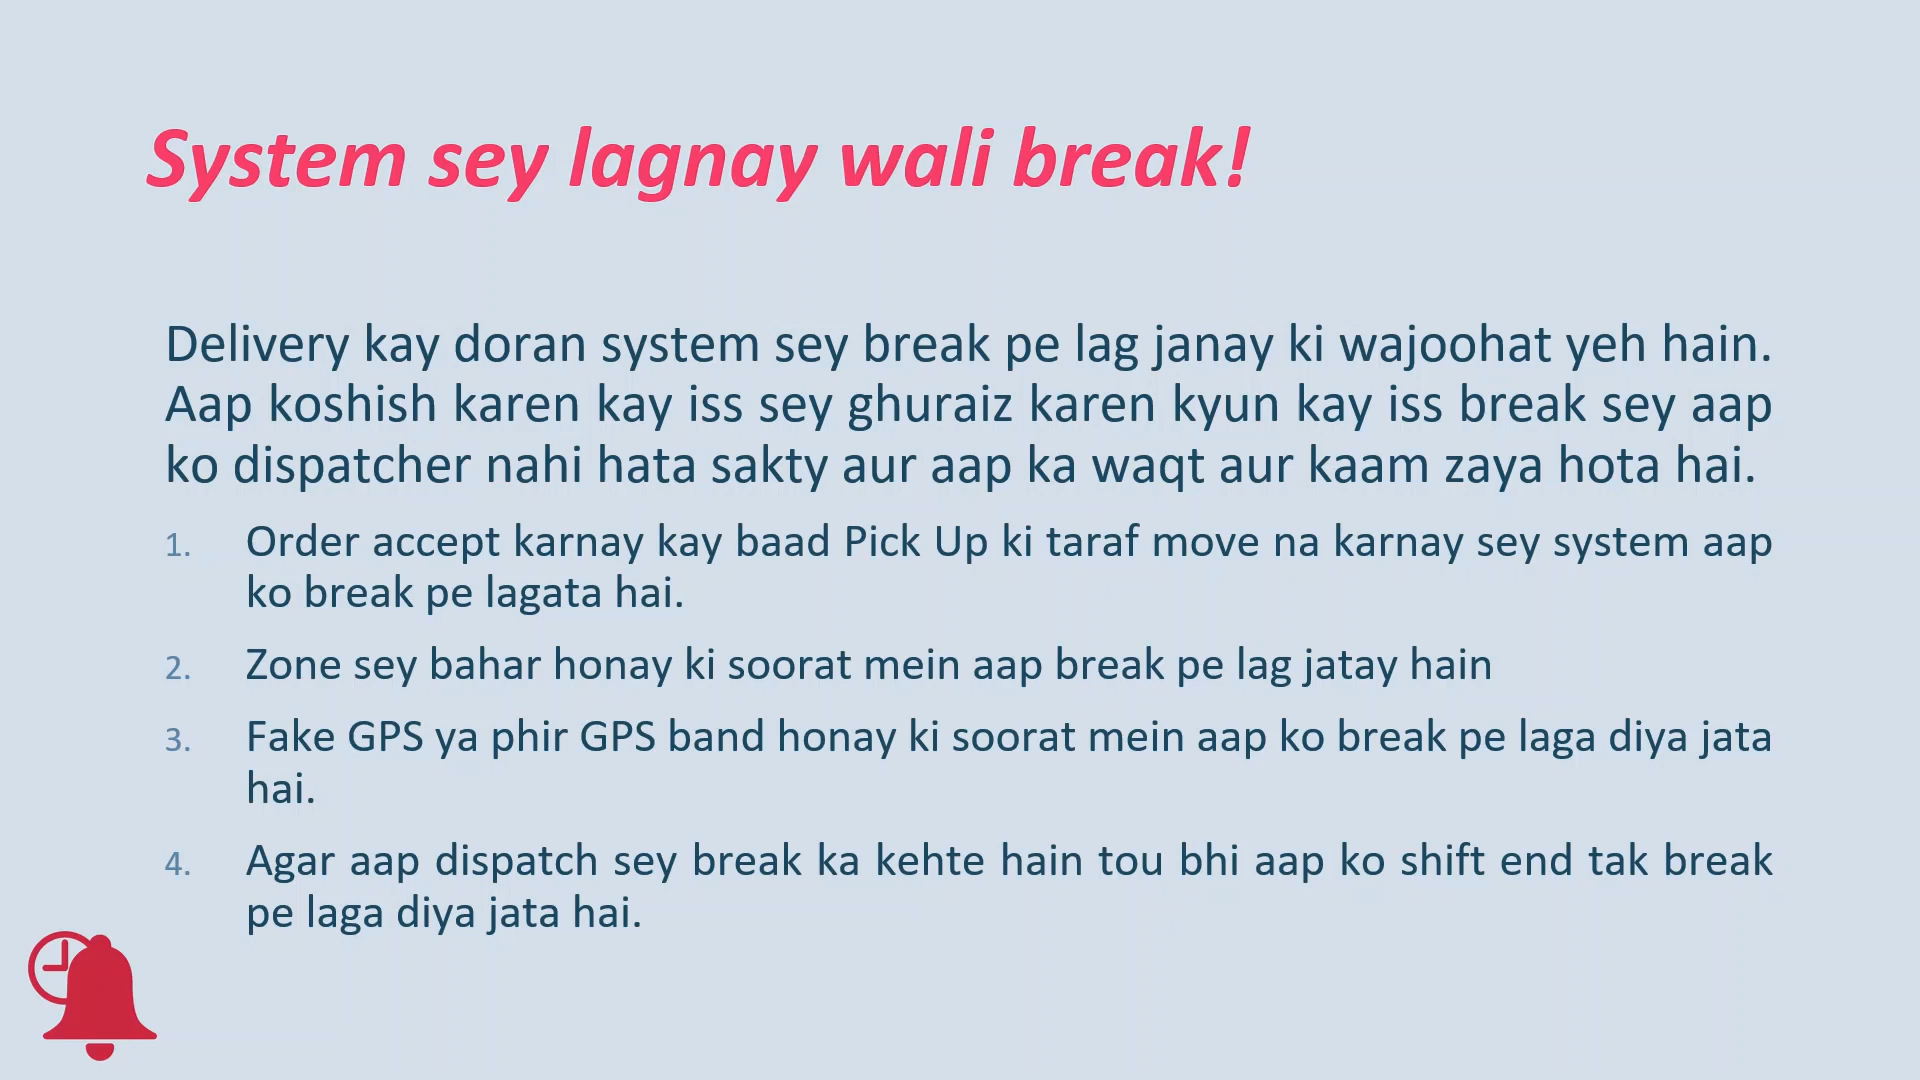 System sey lagnay wali break!
Delivery kay doran system sey break pe lag janay ki wajoohat yeh hain.
Aap koshish karen kay iss sey ghuraiz karen kyun kay iss break sey aap
ko dispatcher nahi hata sakty aur aap ka waqt aur kaam zaya hota hai.
1. Order accept karnay kay baad Pick Up ki taraf move na karnay sey system aap
ko break pe lagata hai.
2. Zone sey bahar honay ki soorat mein aap break pe lag jatay hain
3. Fake GPS ya phir GPS band honay ki soorat mein aap ko break pe laga diya jata
hai.
4. Agar aap dispatch sey break ka kehte hain tou bhi aap ko shift end tak break
pe laga diya jata hai.